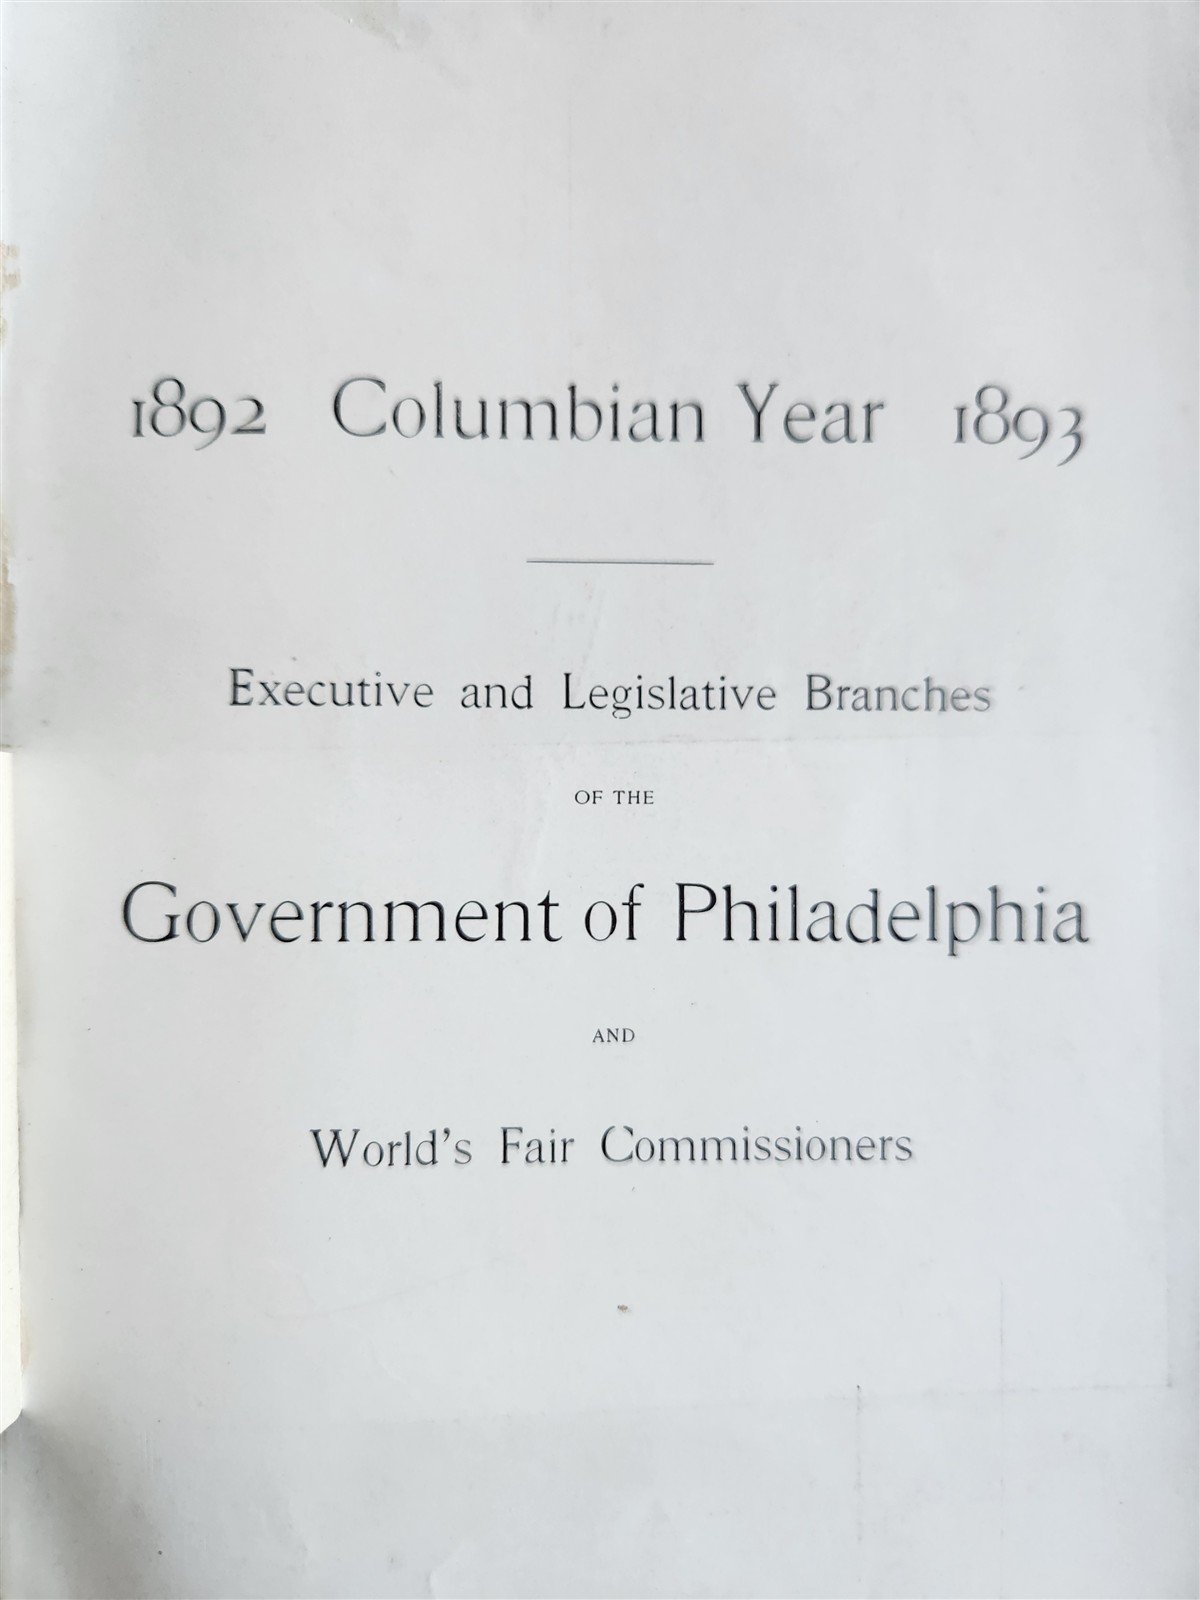 1892 Columbian Year 1893
Executive and Legislative Branches
OF THE
Government of Philadelphia
AND
World's Fair Commissioners